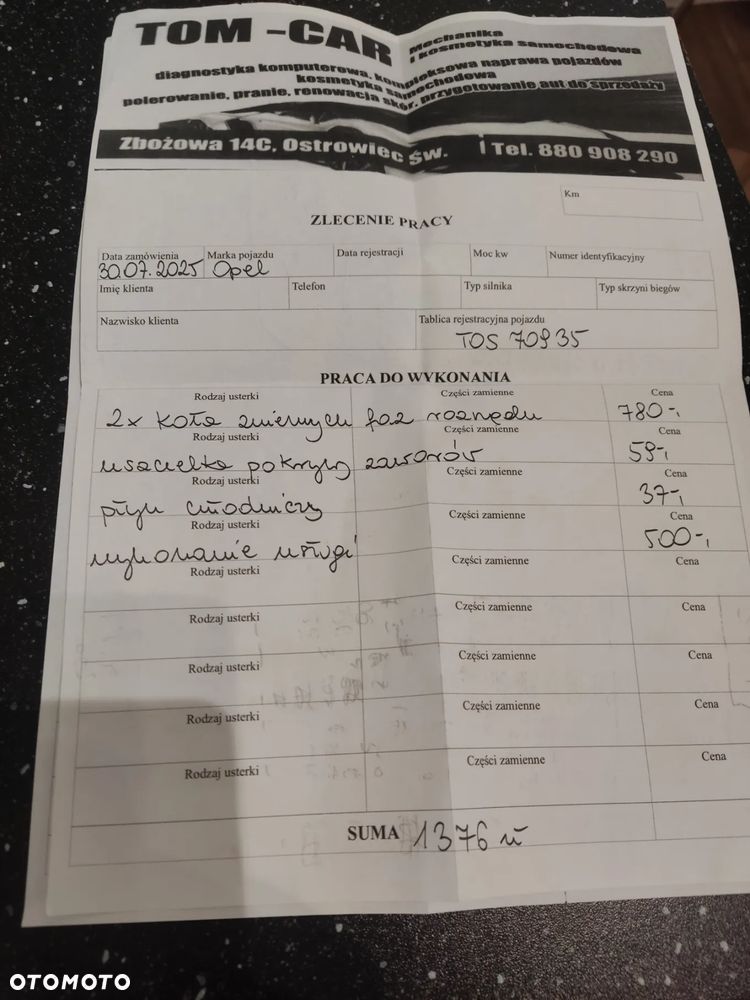 TOM -CAR Mechanika
i kosmetyka samochodowa
diagnostyka komputerowa, kompleksowa naprawa pojazdów
kosmetyka samochodowa
polerowanie, pranie, renowacja skór, przygotowanie aut do sprzedaży
Zbożowa 14C, Ostrowiec Św. | Tel. 880 908 290
Km
ZLECENIE PRACY
Data zamówienia Marka pojazdu Data rejestracji Moc kw Numer identyfikacyjny
30.07.2025 Opel
Imię klienta Telefon Typ silnika Typ skrzyni biegów
Nazwisko klienta Tablica rejestracyjna pojazdu
TOS 70935
PRACA DO WYKONANIA
Rodzaj usterki Części zamienne Cena
2x Koła zmiennych faz rozrzędu 780-,
Rodzaj usterki Części zamienne Cena
uszczelka pokrywy zaworów 59-,
Rodzaj usterki Części zamienne Cena
płyn chłodniczy 37-,
Rodzaj usterki Części zamienne Cena
wykonanie usługi 500-,
Rodzaj usterki Części zamienne Cena
Rodzaj usterki Części zamienne Cena
Rodzaj usterki Części zamienne Cena
Rodzaj usterki Części zamienne Cena
Rodzaj usterki Części zamienne Cena
SUMA 1376 zł
OTOMOTO